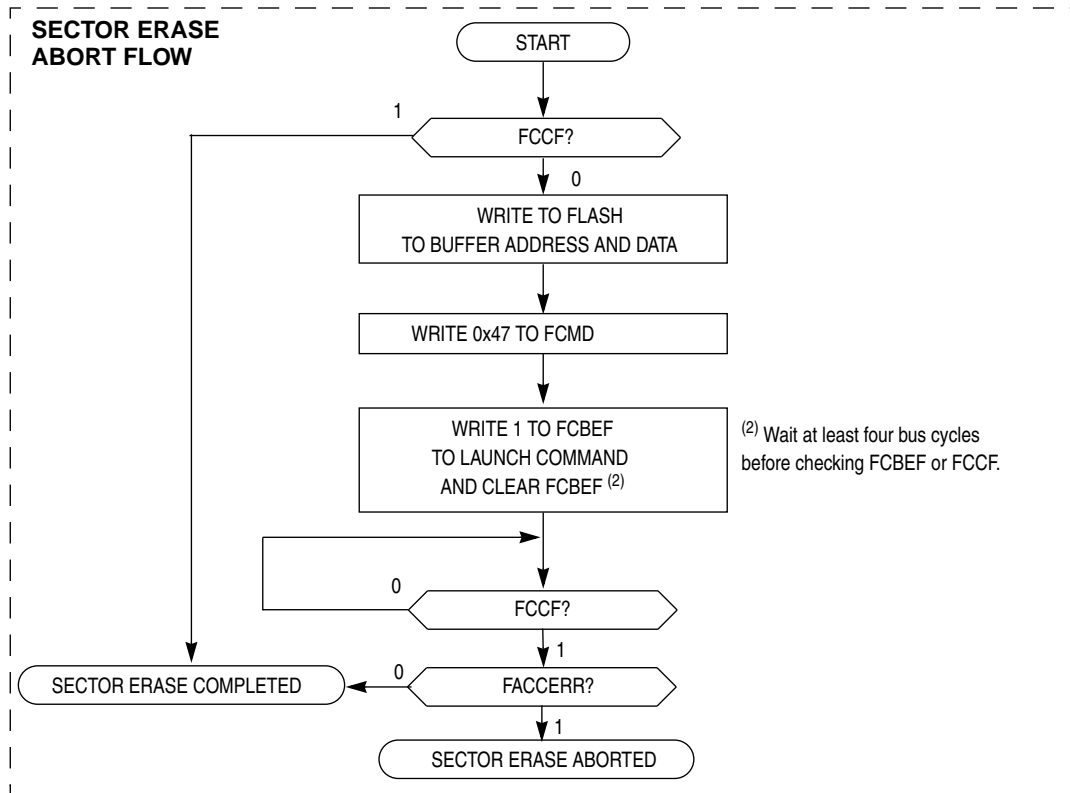 SECTOR ERASE
ABORT FLOW
START
1
FCCF?
0
WRITE TO FLASH
TO BUFFER ADDRESS AND DATA
WRITE 0x47 TO FCMD
WRITE 1 TO FCBEF
TO LAUNCH COMMAND
AND CLEAR FCBEF (2)
(2) Wait at least four bus cycles
before checking FCBEF or FCCF.
0
FCCF?
1
SECTOR ERASE COMPLETED
0
FACCERR?
1
SECTOR ERASE ABORTED